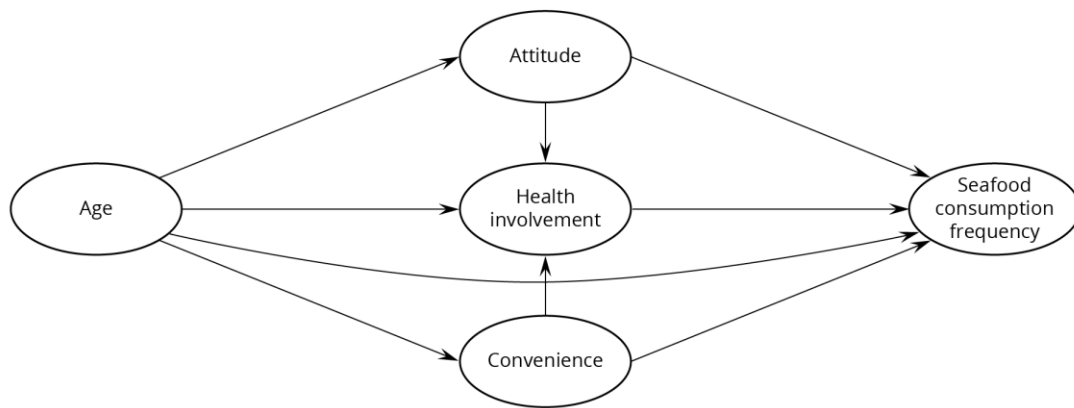 Attitude
Age
Health
involvement
Seafood
consumption
frequency
Convenience